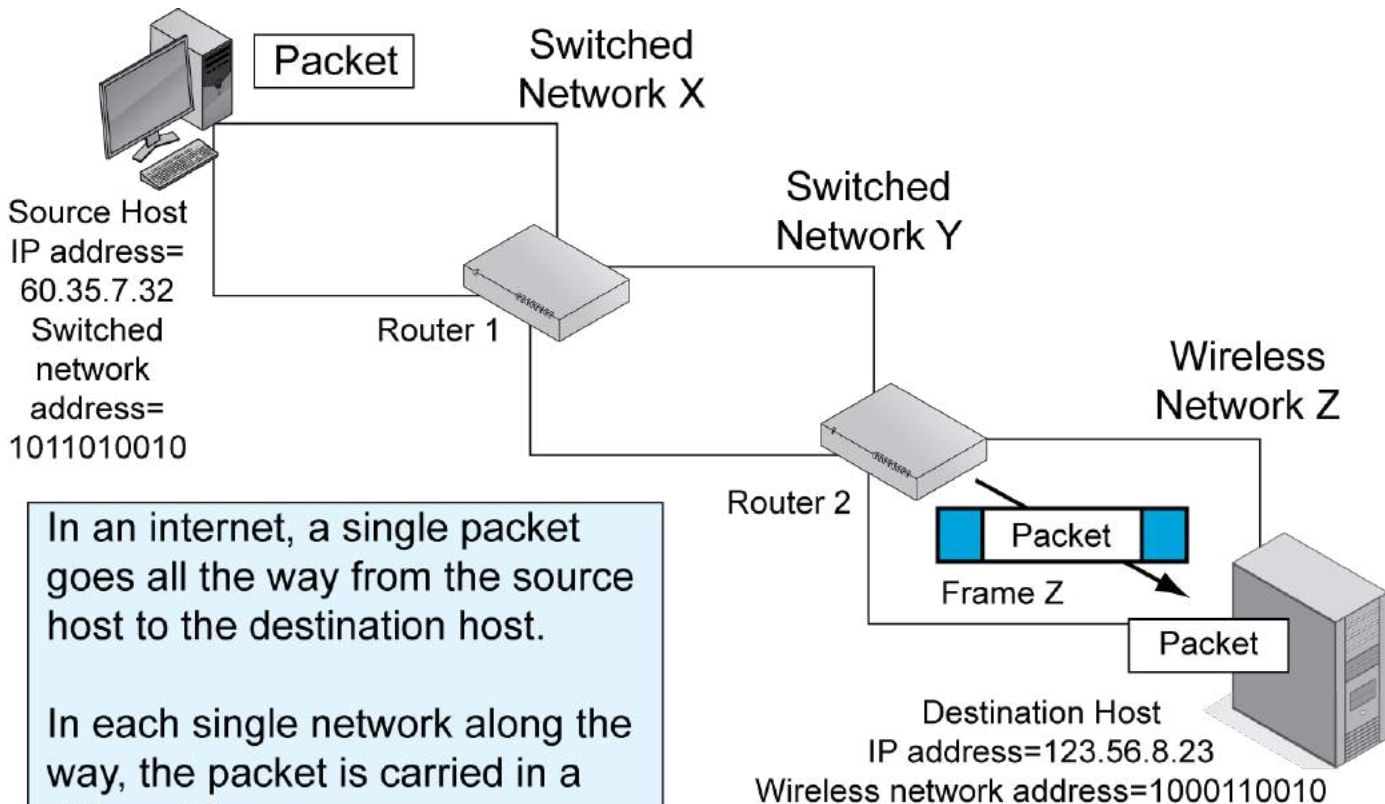 Packet
Switched
Network X
Source Host
IP address=
60.35.7.32
Switched
network
address=
1011010010
Router 1
Switched
Network Y
Router 2
Wireless
Network Z
Packet
Frame Z
Packet
Destination Host
IP address=123.56.8.23
Wireless network address=1000110010
In an internet, a single packet
goes all the way from the source
host to the destination host.
In each single network along the
way, the packet is carried in a